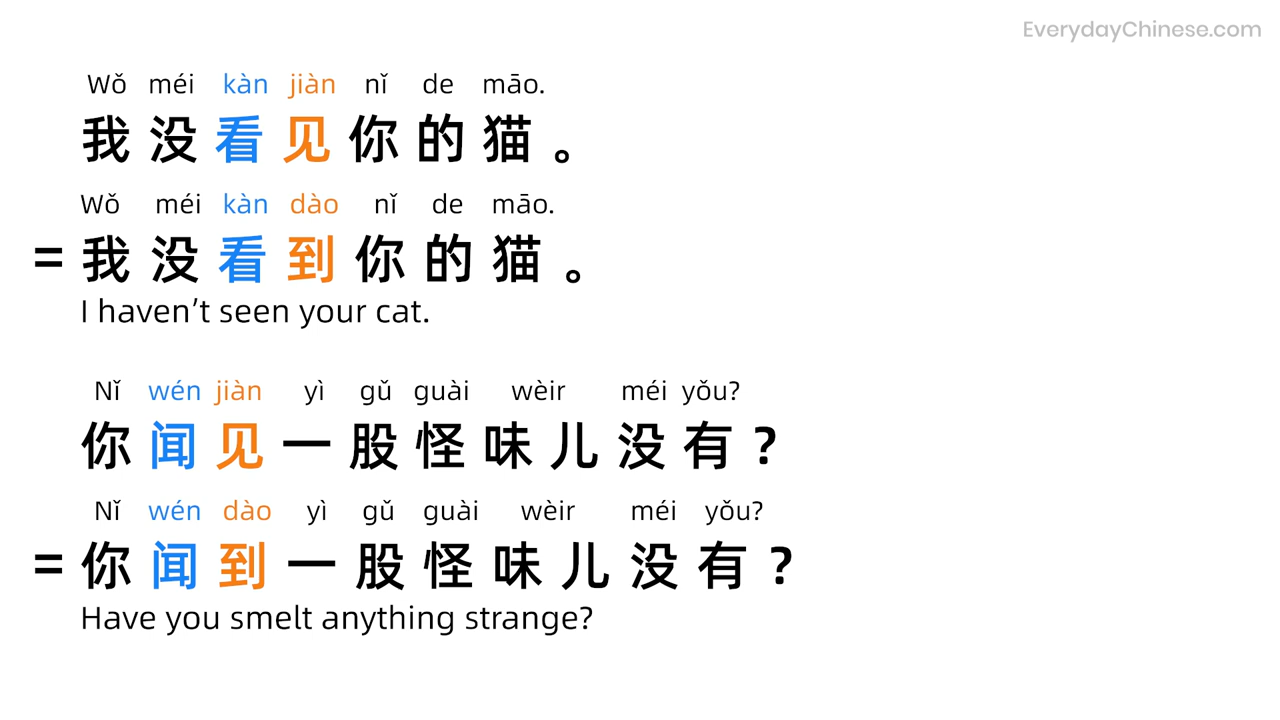 EverydayChinese.com
Wǒ méi kàn jiàn nǐ de māo.
我没看见你的猫。
Wǒ méi kàn dào nǐ de māo.
=我没看到你的猫。
I haven’t seen your cat.
Nǐ wén jiàn yì gǔ guài wèir méi yǒu?
你闻见一股怪味儿没有？
Nǐ wén dào yì gǔ guài wèir méi yǒu?
=你闻到一股怪味儿没有？
Have you smelt anything strange?